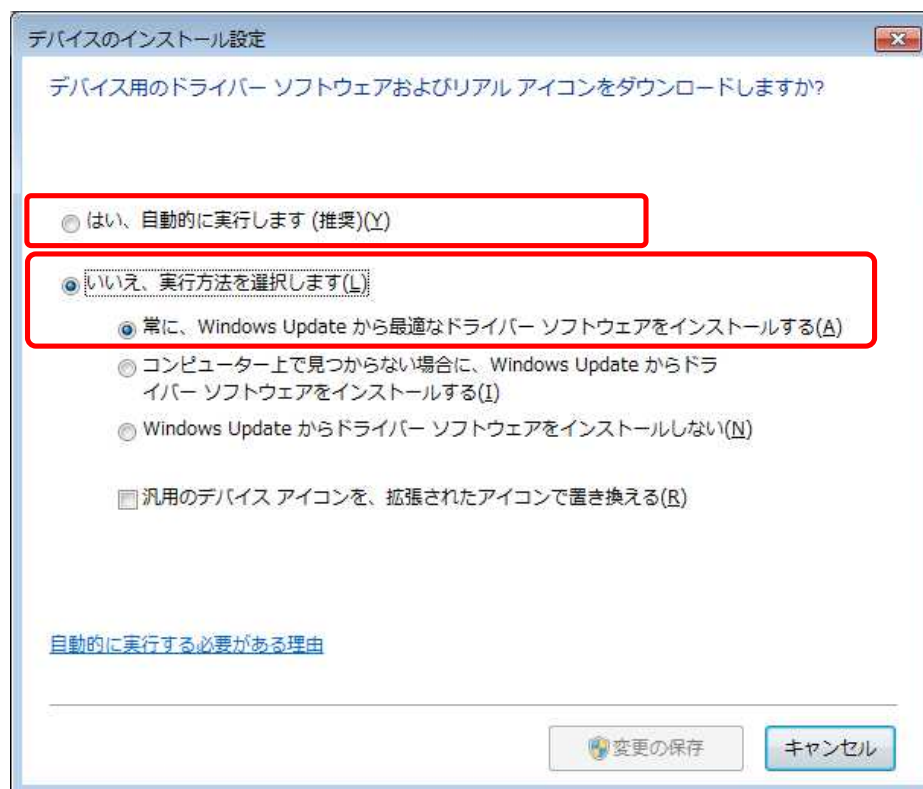 デバイスのインストール設定
デバイス用のドライバー ソフトウェアおよびリアル アイコンをダウンロードしますか?
はい、自動的に実行します (推奨)(Y)
いいえ、実行方法を選択します(L)
常に、Windows Update から最適なドライバー ソフトウェアをインストールする(A)
コンピューター上で見つからない場合に、Windows Update からドラ
イバー ソフトウェアをインストールする(I)
Windows Update からドライバー ソフトウェアをインストールしない(N)
汎用のデバイス アイコンを、拡張されたアイコンで置き換える(R)
自動的に実行する必要がある理由
変更の保存
キャンセル